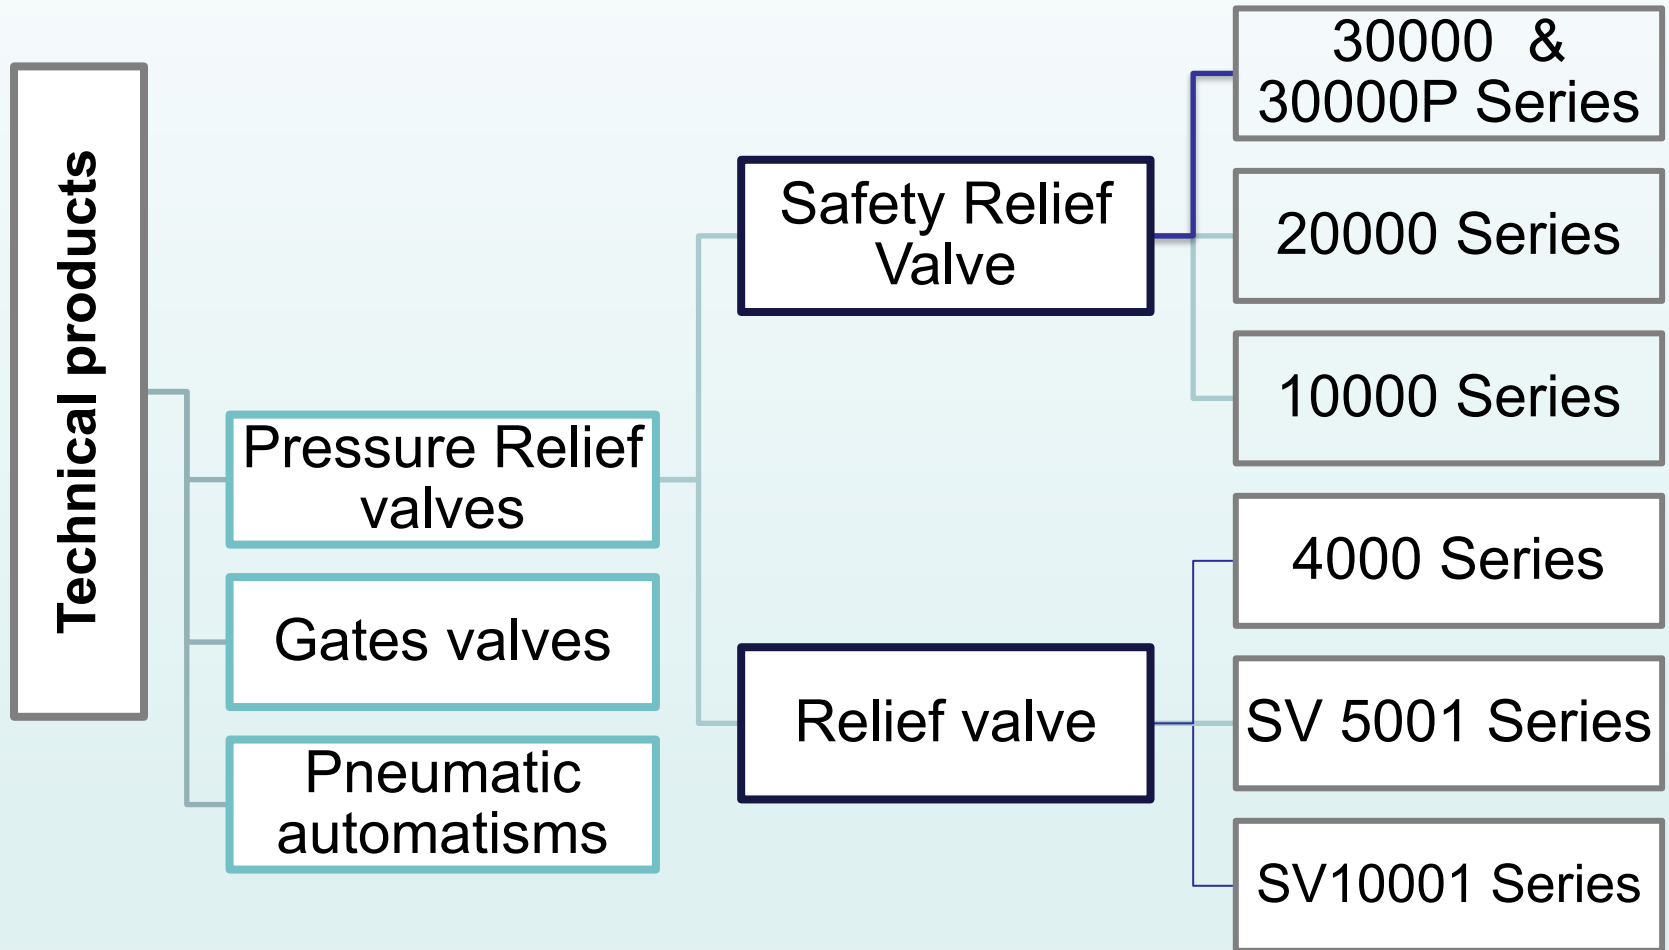 Technical products
Pressure Relief
valves
Gates valves
Pneumatic
automatisms
Safety Relief
Valve
Relief valve
30000 &
30000P Series
20000 Series
10000 Series
4000 Series
SV 5001 Series
SV10001 Series